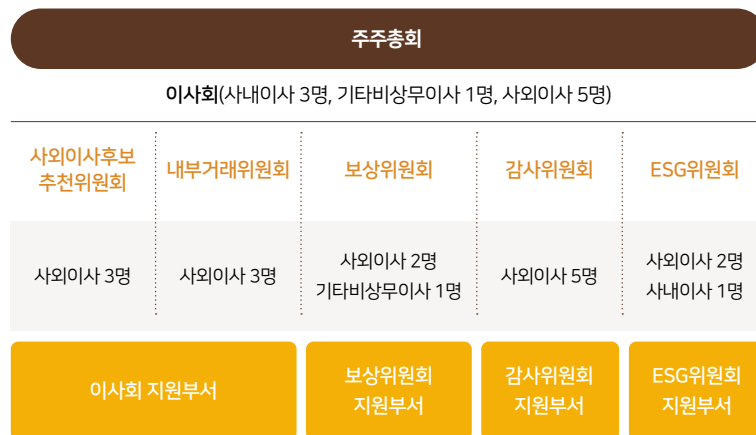 주주총회
이사회(사내이사 3명, 기타비상무이사 1명, 사외이사 5명)
사외이사후보
추천위원회
내부거래위원회
보상위원회
감사위원회
ESG위원회
사외이사 3명
사외이사 3명
사외이사 2명
기타비상무이사 1명
사외이사 5명
사외이사 2명
사내이사 1명
이사회 지원부서
보상위원회
지원부서
감사위원회
지원부서
ESG위원회
지원부서